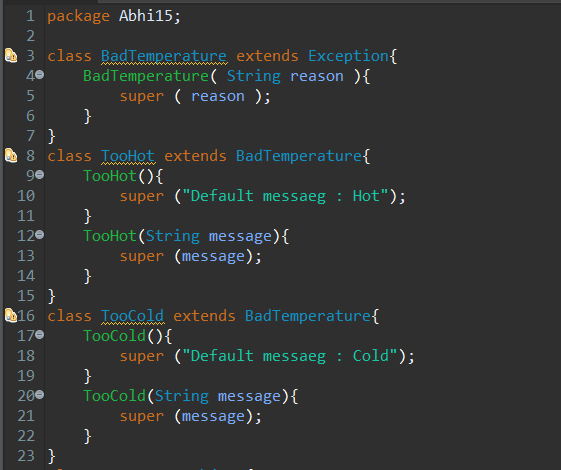 1 package Abhi15;
2
3 class BadTemperature extends Exception{
4 BadTemperature( String reason ){
5 super ( reason );
6 }
7 }
8 class TooHot extends BadTemperature{
9 TooHot(){
10 super ("Default messaeg : Hot");
11 }
12 TooHot(String message){
13 super (message);
14 }
15 }
16 class TooCold extends BadTemperature{
17 TooCold(){
18 super ("Default messaeg : Cold");
19 }
20 TooCold(String message){
21 super (message);
22 }
23 }